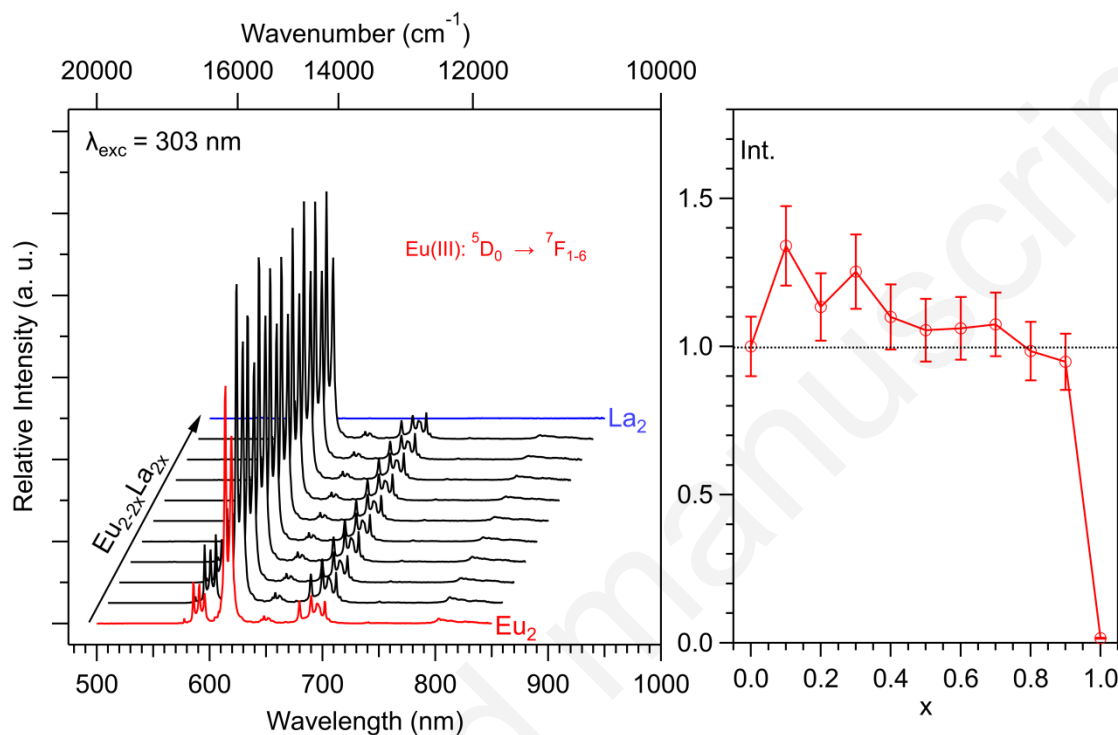 Wavenumber (cm⁻¹)
20000 16000 14000 12000 10000
λexc = 303 nm
Eu(III): ⁵D₀ → ⁷F₁₋₆
Relative Intensity (a. u.)
Eu₂₋₂ₓLa₂ₓ
La₂
Eu₂
500 600 700 800 900 1000
Wavelength (nm)
Int.
1.5
1.0
0.5
0.0
0.0 0.2 0.4 0.6 0.8 1.0
x
d manuscrip